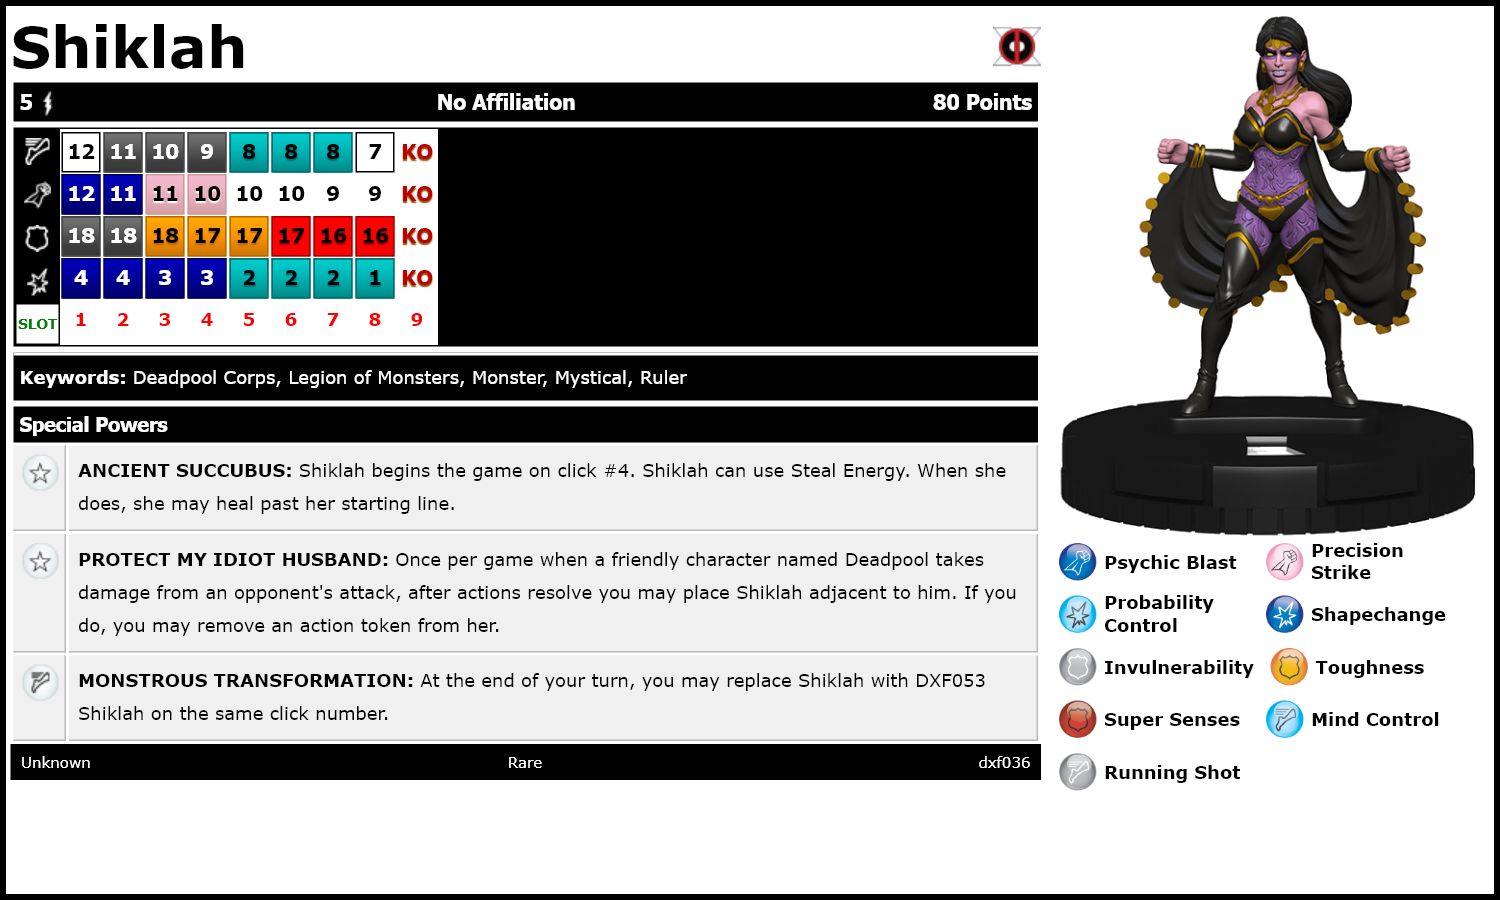 Shiklah
5 No Affiliation 80 Points
12 11 10 9 8 8 8 7 KO
12 11 11 10 10 10 9 9 KO
18 18 18 17 17 17 16 16 KO
4 4 3 3 2 2 2 1 KO
SLOT 1 2 3 4 5 6 7 8 9
Keywords: Deadpool Corps, Legion of Monsters, Monster, Mystical, Ruler
Special Powers
ANCIENT SUCCUBUS: Shiklah begins the game on click #4. Shiklah can use Steal Energy. When she
does, she may heal past her starting line.
PROTECT MY IDIOT HUSBAND: Once per game when a friendly character named Deadpool takes
damage from an opponent's attack, after actions resolve you may place Shiklah adjacent to him. If you
do, you may remove an action token from her.
MONSTROUS TRANSFORMATION: At the end of your turn, you may replace Shiklah with DXF053
Shiklah on the same click number.
Unknown Rare dxf036
Psychic Blast
Precision
Strike
Probability
Control
Shapechange
Invulnerability
Toughness
Super Senses
Mind Control
Running Shot